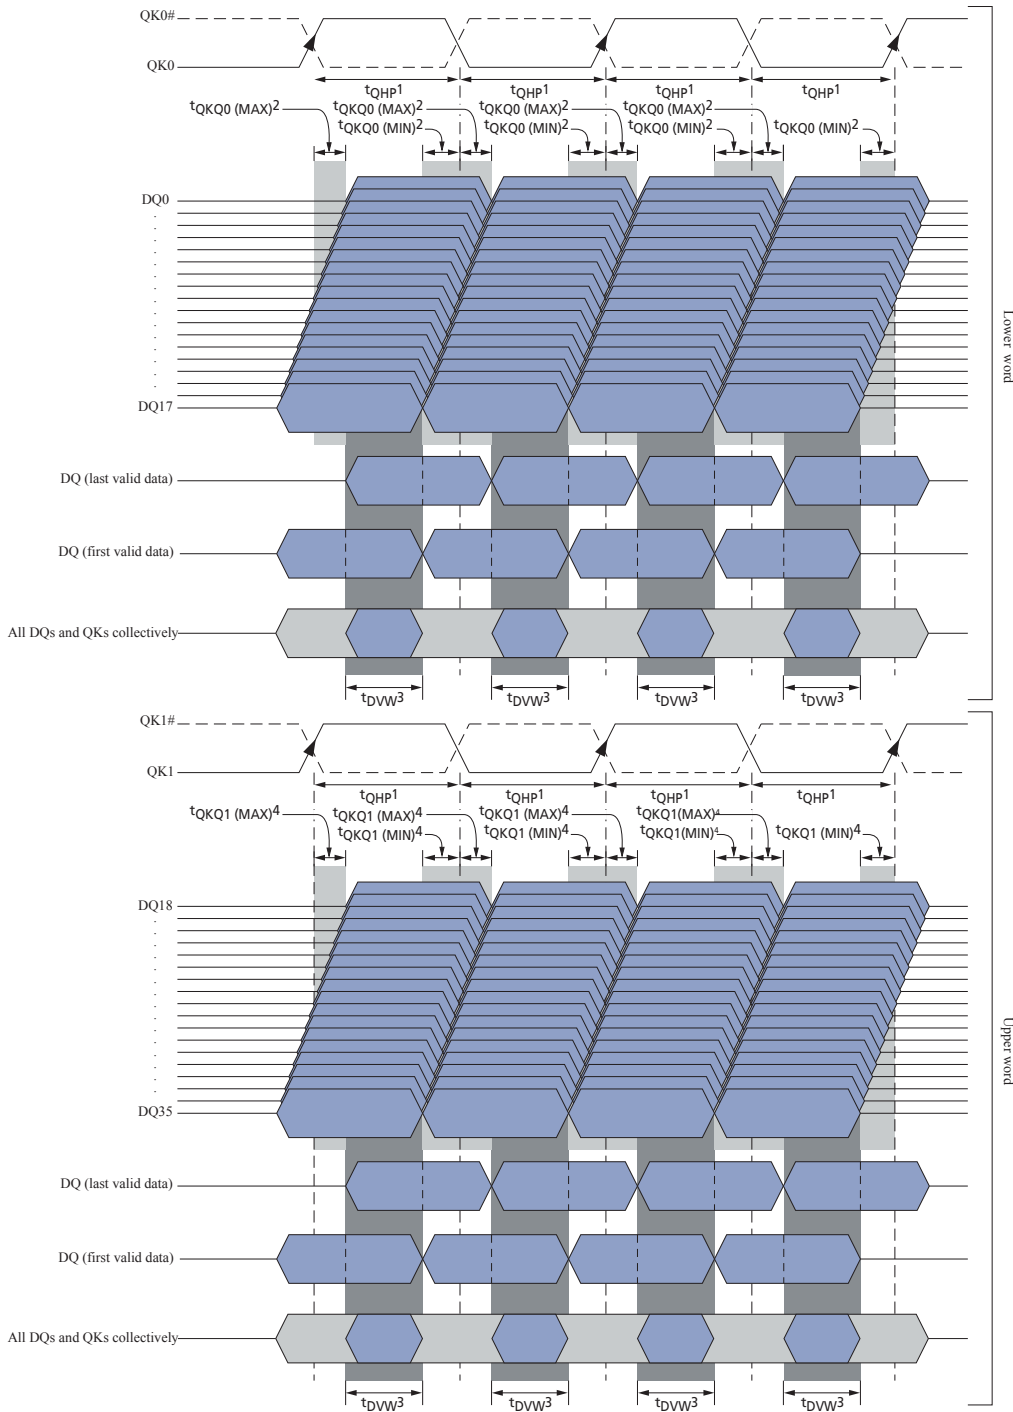 QK0#
QK0
tQHP1 tQHP1 tQHP1 tQHP1
tQKQ0 (MAX)2 tQKQ0 (MAX)2 tQKQ0 (MAX)2 tQKQ0 (MAX)2
tQKQ0 (MIN)2 tQKQ0 (MIN)2 tQKQ0 (MIN)2 tQKQ0 (MIN)2
DQ0
DQ17
Lower word
DQ (last valid data)
DQ (first valid data)
All DQs and QKs collectively
tDVW3 tDVW3 tDVW3 tDVW3
QK1#
QK1
tQHP1 tQHP1 tQHP1 tQHP1
tQKQ1 (MAX)4 tQKQ1 (MAX)4 tQKQ1 (MAX)4 tQKQ1(MAX)4
tQKQ1 (MIN)4 tQKQ1 (MIN)4 tQKQ1(MIN)4 tQKQ1 (MIN)4
DQ18
DQ35
Upper word
DQ (last valid data)
DQ (first valid data)
All DQs and QKs collectively
tDVW3 tDVW3 tDVW3 tDVW3